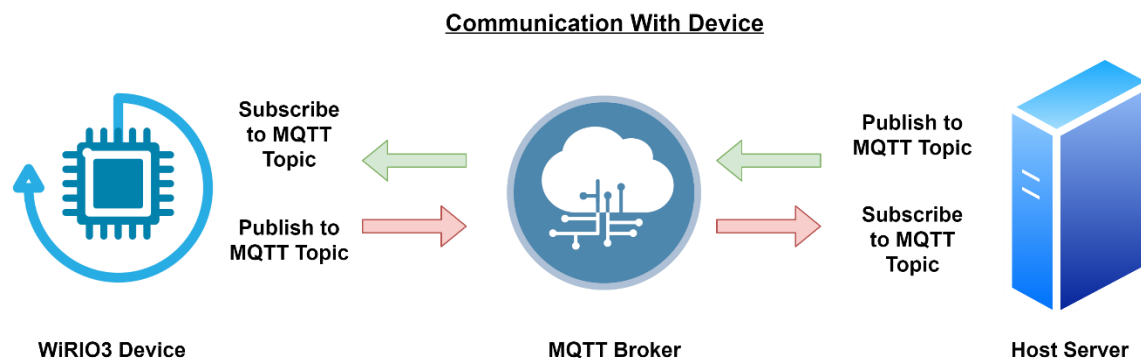 Communication With Device
Subscribe
to MQTT
Topic
Publish to
MQTT Topic
Publish to
MQTT Topic
Subscribe
to MQTT
Topic
WiRIO3 Device
MQTT Broker
Host Server